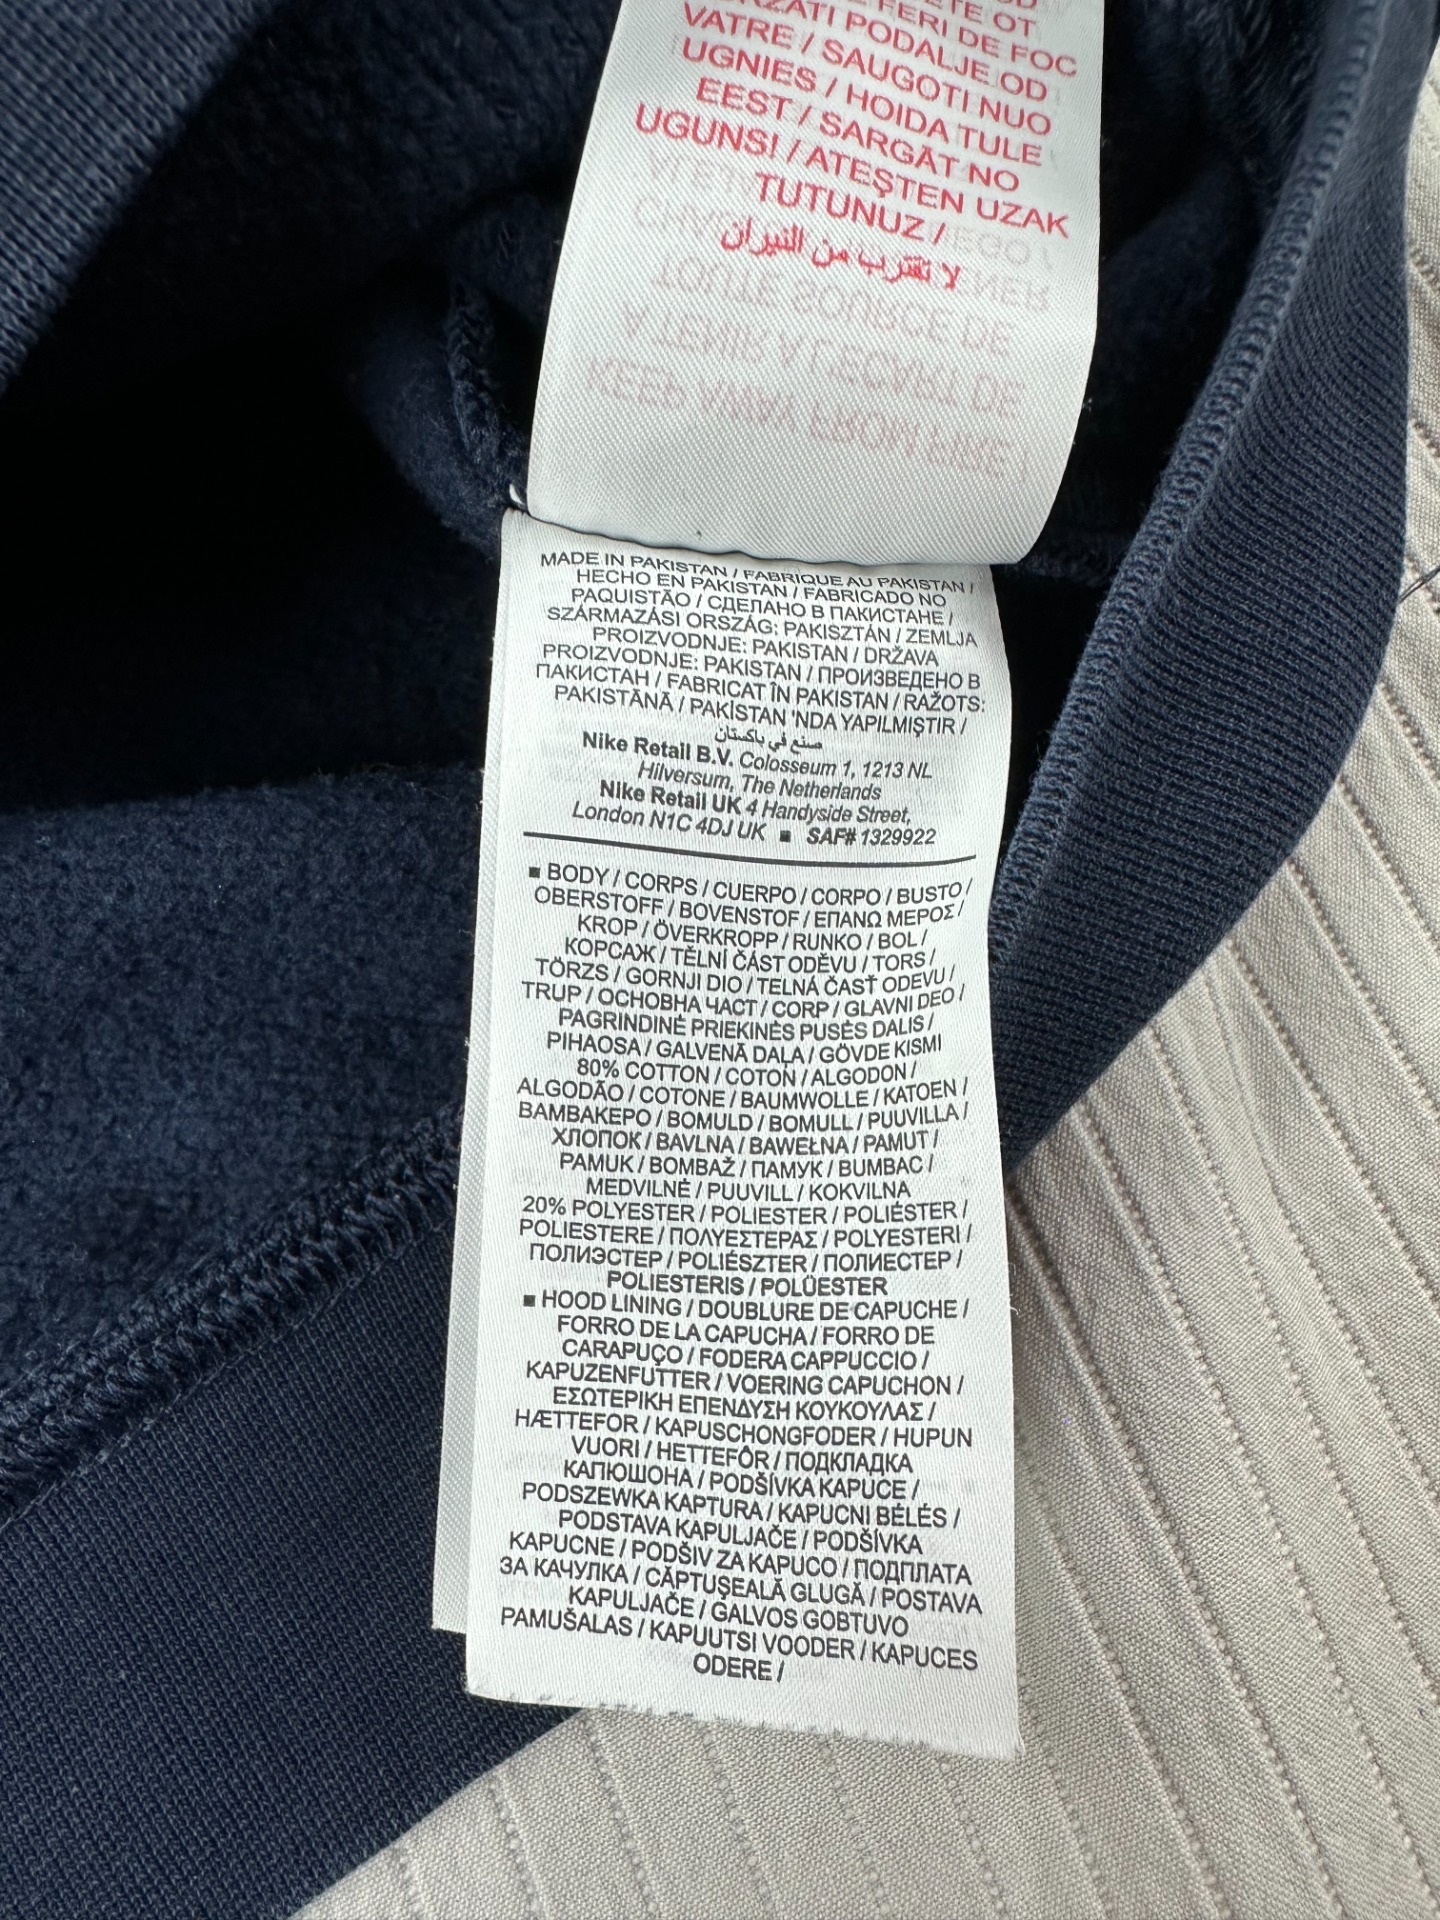 ETE OT
FERI DE FOC
PODALJE OD
VATRE / SAUGOTI NUO
UGNIES / HOIDA TULE
EEST / SARGĀT NO
UGUNS! / ATEŞTEN UZAK
TUTUNUZ /
لا تقترب من النيران
MADE IN PAKISTAN / FABRIQUE AU PAKISTAN /
HECHO EN PAKISTAN / FABRICADO NO
PAQUISTÃO / СДЕЛАНО В ПАКИСТАНЕ /
SZÁRMAZÁSI ORSZÁG: PAKISZTÁN / ZEMLJA
PROIZVODNJE: PAKISTAN / DRŽAVA
PROIZVODNJE: PAKISTAN / ПРОИЗВЕДЕНО В
ПАКИСТАН / FABRICAT ÎN PAKISTAN / RAŽOTS:
PAKISTĀNĀ / PAKİSTAN 'NDA YAPILMIŞTIR /
صنع في باكستان
Nike Retail B.V. Colosseum 1, 1213 NL
Hilversum, The Netherlands
Nike Retail UK 4 Handyside Street,
London N1C 4DJ UK ▪ SAF# 1329922
▪ BODY / CORPS / CUERPO / CORPO / BUSTO /
OBERSTOFF / BOVENSTOF / ΕΠΑΝΩ ΜΕΡΟΣ /
KROP / ÖVERKROPP / RUNKO / BOL /
КОРСАЖ / TĚLNÍ ČÁST ODĚVU / TORS /
TÖRZS / GORNJI DIO / TELNÁ ČASŤ ODEVU /
TRUP / ОСНОВНА ЧАСТ / CORP / GLAVNI DEO /
PAGRINDINĖ PRIEKINĖS PUSĖS DALIS /
PIHAOSA / GALVENĀ DAĻA / GÖVDE KISMI
80% COTTON / COTON / ALGODON /
ALGODÃO / COTONE / BAUMWOLLE / KATOEN /
ΒΑΜΒΑΚΕΡΟ / BOMULD / BOMULL / PUUVILLA /
ХЛОПОК / BAVLNA / BAWEŁNA / PAMUT /
PAMUK / BOMBAŽ / ПАМУК / BUMBAC /
MEDVILNĖ / PUUVILL / KOKVILNA
20% POLYESTER / POLIESTER / POLIÉSTER /
POLIESTERE / ΠΟΛΥΕΣΤΕΡΑΣ / POLYESTERI /
ПОЛИЭСТЕР / POLIÉSZTER / ПОЛИЕСТЕР /
POLIESTERIS / POLÜESTER
▪ HOOD LINING / DOUBLURE DE CAPUCHE /
FORRO DE LA CAPUCHA / FORRO DE
CARAPUÇO / FODERA CAPPUCCIO /
KAPUZENFUTTER / VOERING CAPUCHON /
ΕΣΩΤΕΡΙΚΗ ΕΠΕΝΔΥΣΗ ΚΟΥΚΟΥΛΑΣ /
HÆTTEFOR / KAPUSCHONGFODER / HUPUN
VUORI / HETTEFÔR / ПОДКЛАДКА
КАПЮШОНА / PODŠÍVKA KAPUCE /
PODSZEWKA KAPTURA / KAPUCNI BÉLÉS /
PODSTAVA KAPULJAČE / PODŠÍVKA
KAPUCNE / PODŠIV ZA KAPUCO / ПОДПЛАТА
ЗА КАЧУЛКА / CĂPTUŞEALĂ GLUGĂ / POSTAVA
KAPULJAČE / GALVOS GOBTUVO
PAMUŠALAS / KAPUUTSI VOODER / KAPUCES
ODERE /